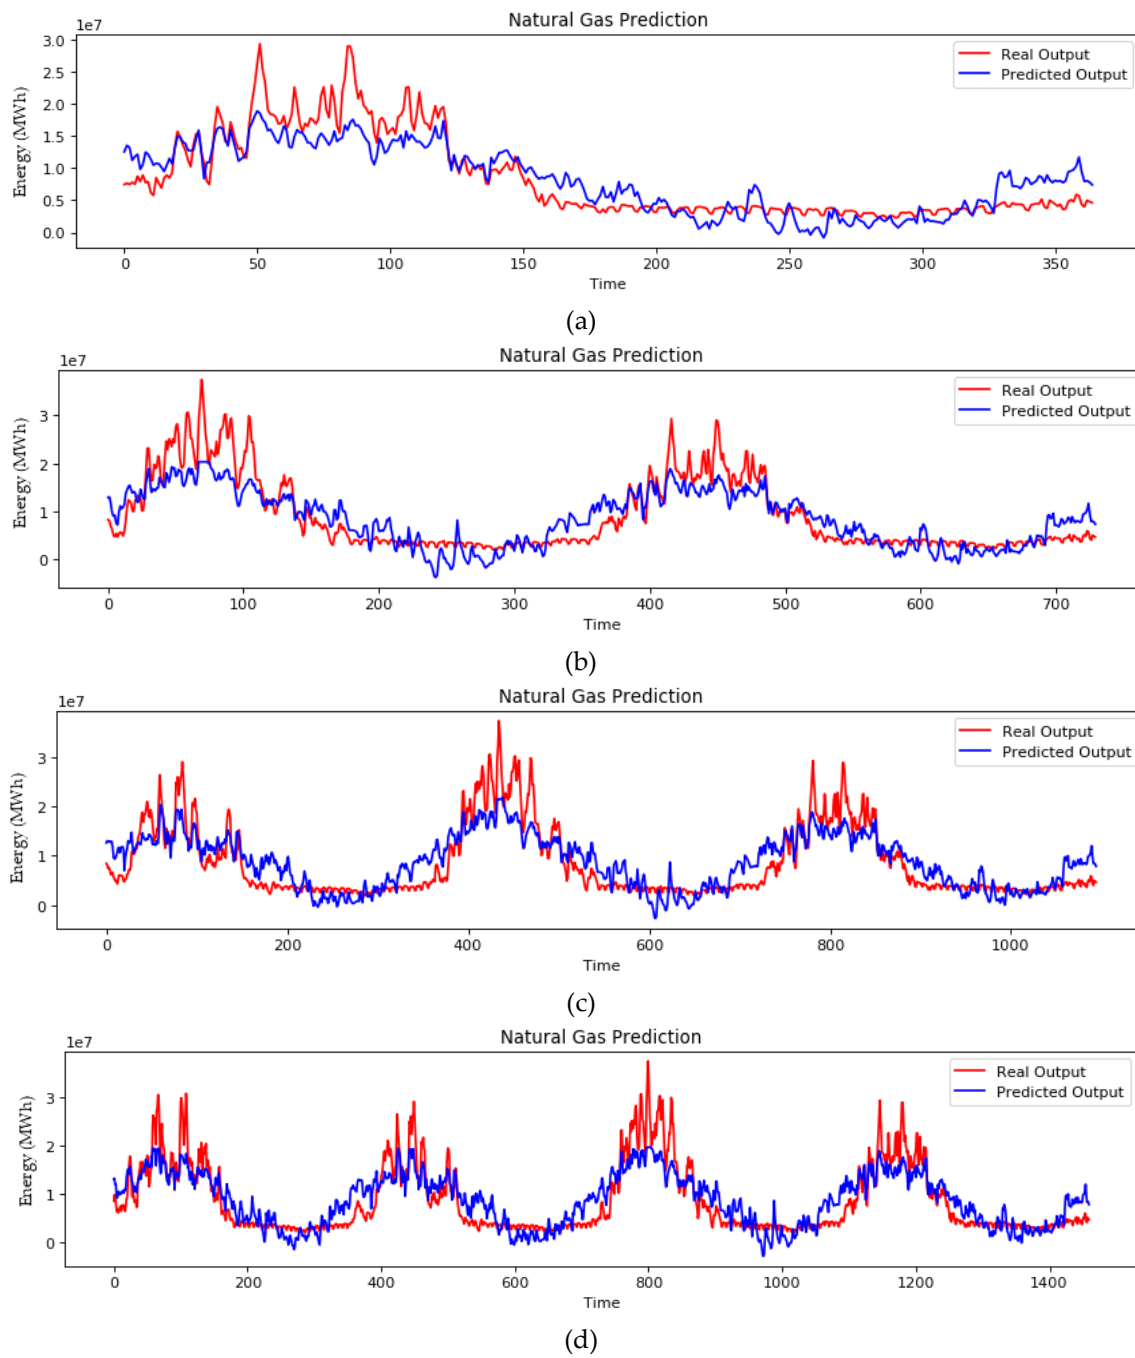 Natural Gas Prediction
1e7
Real Output
Predicted Output
Energy (MWh)
3.0
2.5
2.0
1.5
1.0
0.5
0.0
0 50 100 150 200 250 300 350
Time
(a)
Natural Gas Prediction
1e7
Real Output
Predicted Output
Energy (MWh)
3
2
1
0
0 100 200 300 400 500 600 700
Time
(b)
Natural Gas Prediction
1e7
Real Output
Predicted Output
Energy (MWh)
3
2
1
0
0 200 400 600 800 1000
Time
(c)
Natural Gas Prediction
1e7
Real Output
Predicted Output
Energy (MWh)
3
2
1
0
0 200 400 600 800 1000 1200 1400
Time
(d)